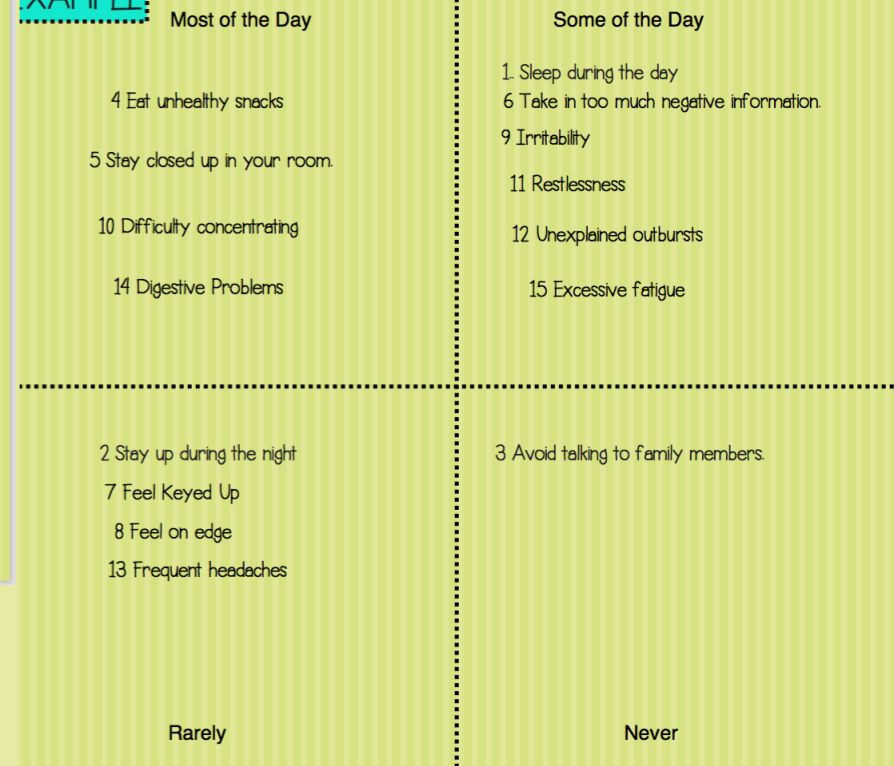 Most of the Day
4 Eat unhealthy snacks
5 Stay closed up in your room.
10 Difficulty concentrating
14 Digestive Problems
Some of the Day
1.. Sleep during the day
6 Take in too much negative information.
9 Irritability
11 Restlessness
12 Unexplained outbursts
15 Excessive fatigue
2 Stay up during the night
7 Feel Keyed Up
8 Feel on edge
13 Frequent headaches
Rarely
3 Avoid talking to family members.
Never